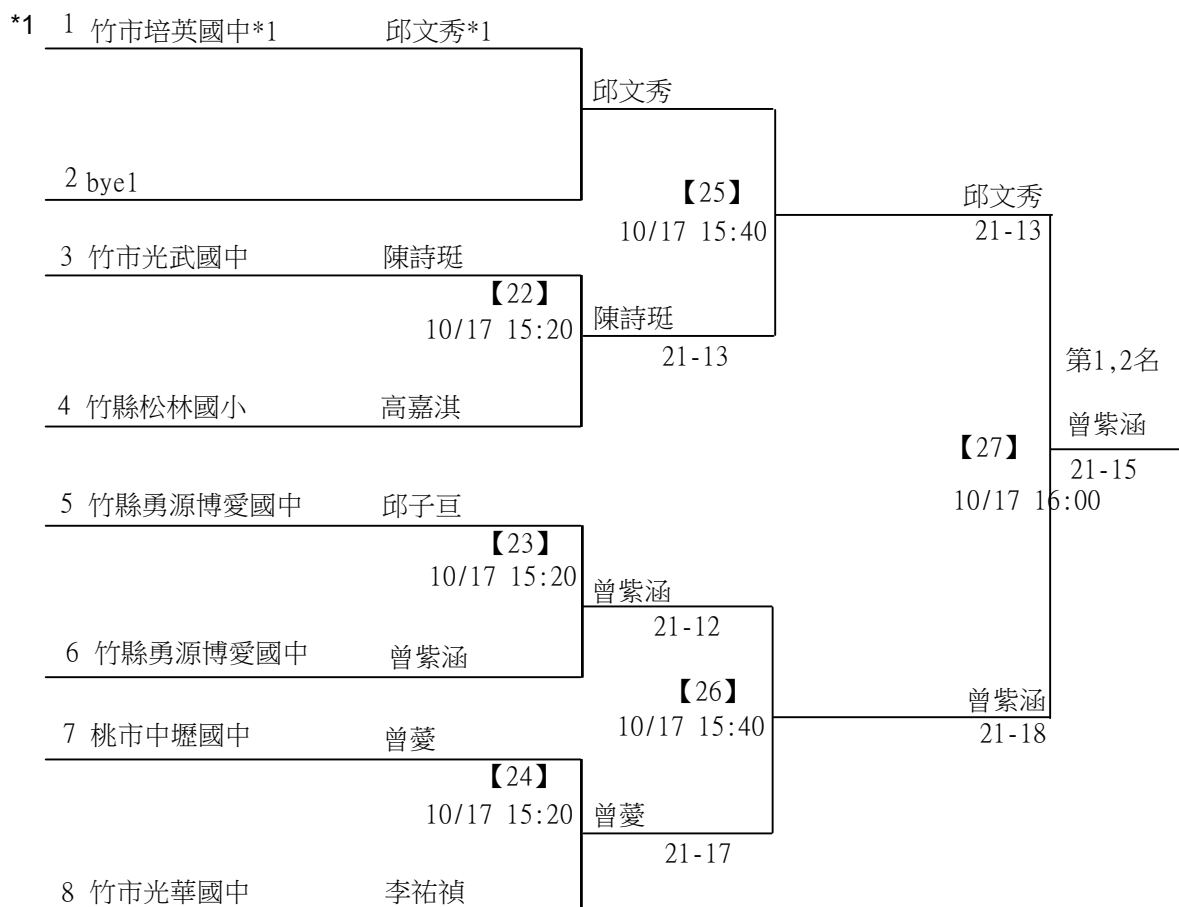 *1 1 竹市培英國中*1 邱文秀*1
邱文秀
2 bye1
【25】 邱文秀
10/17 15:40 21-13
3 竹市光武國中 陳詩珽
【22】
10/17 15:20 陳詩珽
21-13
第1,2名
4 竹縣松林國小 高嘉淇
曾紫涵
【27】
21-15
10/17 16:00
5 竹縣勇源博愛國中 邱子亘
【23】
10/17 15:20
曾紫涵
21-12
6 竹縣勇源博愛國中 曾紫涵
【26】 曾紫涵
10/17 15:40 21-18
7 桃市中壢國中 曾薆
【24】
10/17 15:20 曾薆
21-17
8 竹市光華國中 李祐禎